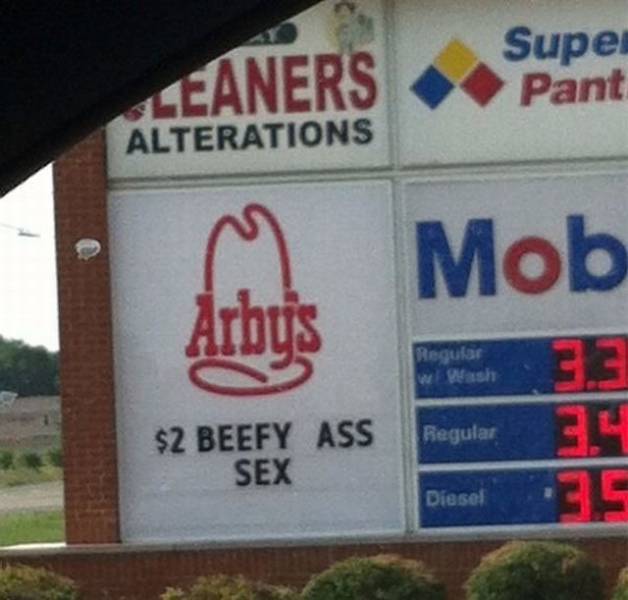 CLEANERS
ALTERATIONS
Super
Pant
Arby's
$2 BEEFY ASS
SEX
Mob
Regular
w/ Wash
3.3
Regular
3.4
Diesel
3.5